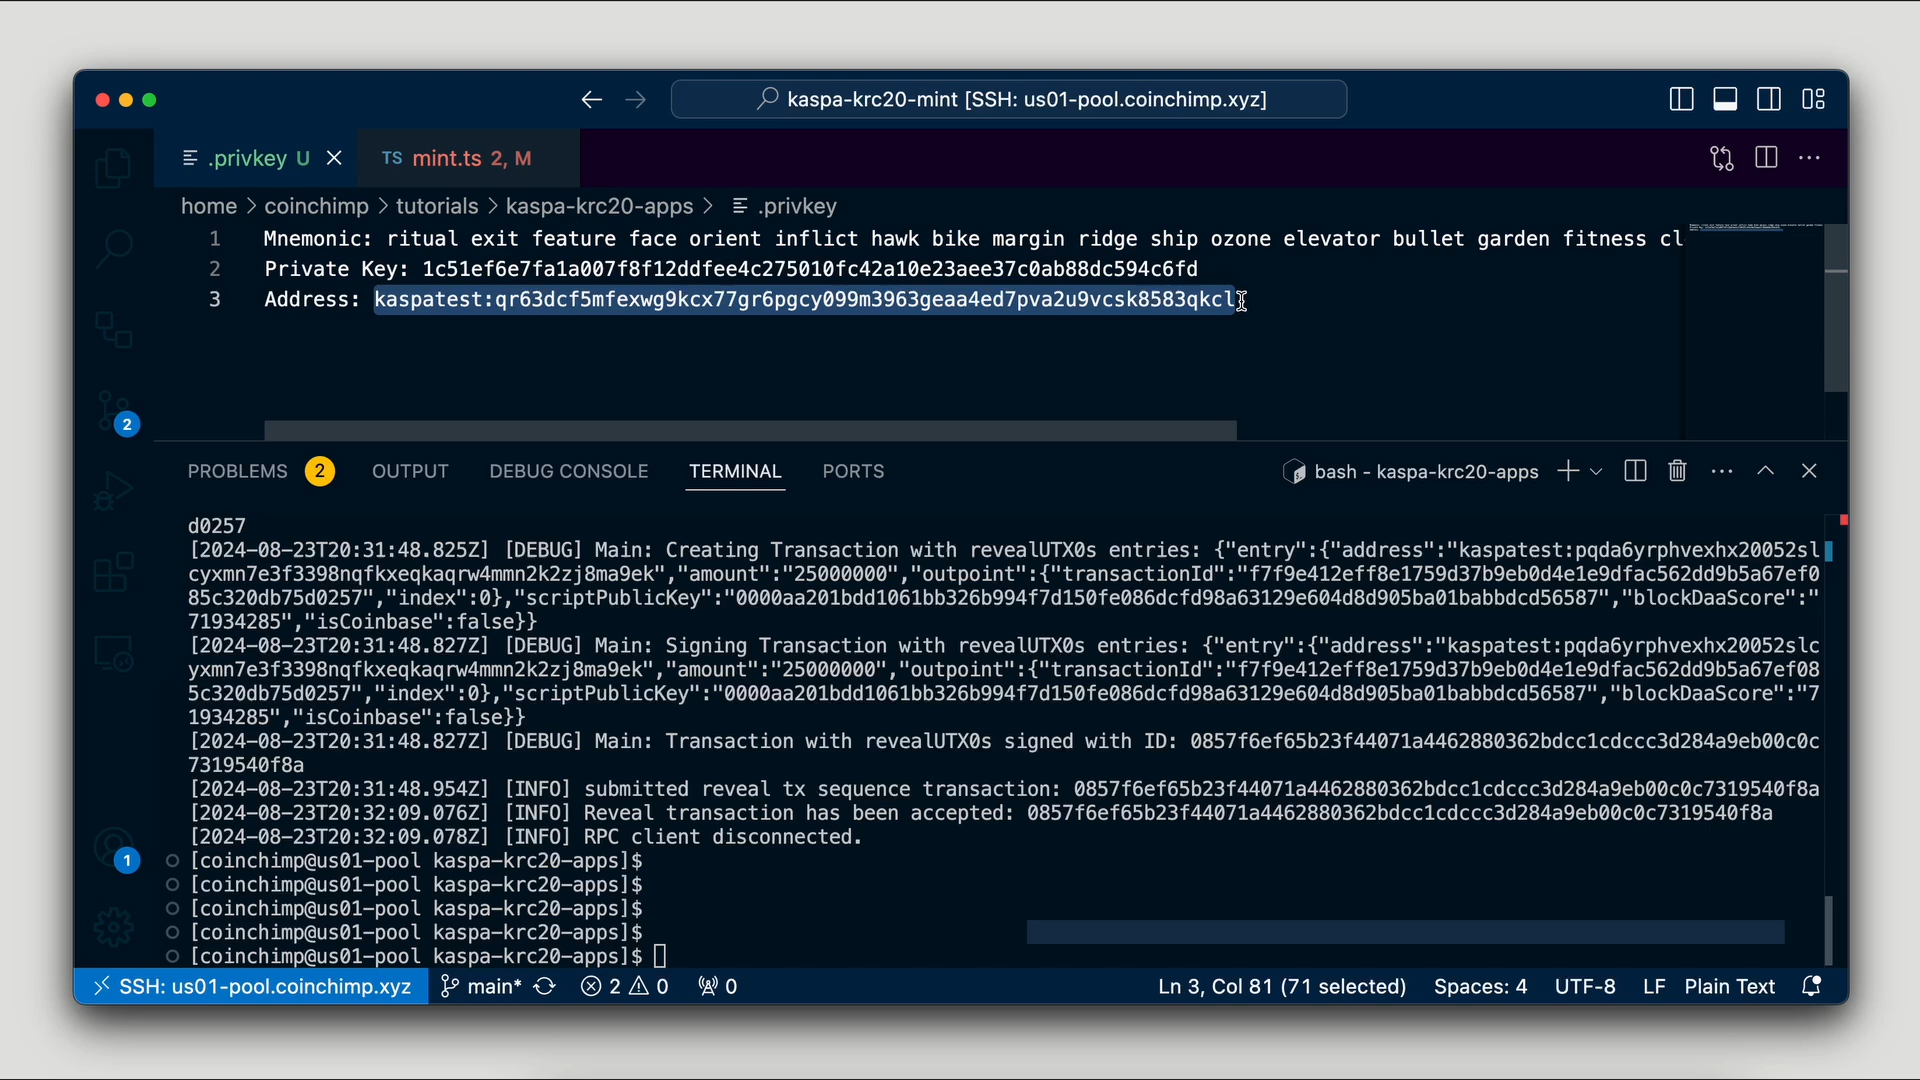 kaspa-krc20-mint [SSH: us01-pool.coinchimp.xyz]
.privkey U
TS mint.ts 2, M
home > coinchimp > tutorials > kaspa-krc20-apps > .privkey
1 Mnemonic: ritual exit feature face orient inflict hawk bike margin ridge ship ozone elevator bullet garden fitness cl
2 Private Key: 1c51ef6e7fa1a007f8f12ddfee4c275010fc42a10e23aee37c0ab88dc594c6fd
3 Address: kaspatest:qr63dcf5mfexwg9kcx77gr6pgcy099m3963geaa4ed7pva2u9vcsk8583qkcl
2
PROBLEMS 2 OUTPUT DEBUG CONSOLE TERMINAL PORTS
bash - kaspa-krc20-apps
d0257
[2024-08-23T20:31:48.825Z] [DEBUG] Main: Creating Transaction with revealUTX0s entries: {"entry":{"address":"kaspatest:pqda6yrphvexhx20052sl
cyxmn7e3f3398nqfkxeqkaqrw4mmn2k2zj8ma9ek","amount":"25000000","outpoint":{"transactionId":"f7f9e412eff8e1759d37b9eb0d4e1e9dfac562dd9b5a67ef0
85c320db75d0257","index":0},"scriptPublicKey":"0000aa201bdd1061bb326b994f7d150fe086dcfd98a63129e604d8d905ba01babbdcd56587","blockDaaScore":"
71934285","isCoinbase":false}}
[2024-08-23T20:31:48.827Z] [DEBUG] Main: Signing Transaction with revealUTX0s entries: {"entry":{"address":"kaspatest:pqda6yrphvexhx20052slc
yxmn7e3f3398nqfkxeqkaqrw4mmn2k2zj8ma9ek","amount":"25000000","outpoint":{"transactionId":"f7f9e412eff8e1759d37b9eb0d4e1e9dfac562dd9b5a67ef08
5c320db75d0257","index":0},"scriptPublicKey":"0000aa201bdd1061bb326b994f7d150fe086dcfd98a63129e604d8d905ba01babbdcd56587","blockDaaScore":"7
1934285","isCoinbase":false}}
[2024-08-23T20:31:48.827Z] [DEBUG] Main: Transaction with revealUTX0s signed with ID: 0857f6ef65b23f44071a4462880362bdcc1cdccc3d284a9eb00c0c
7319540f8a
[2024-08-23T20:31:48.954Z] [INFO] submitted reveal tx sequence transaction: 0857f6ef65b23f44071a4462880362bdcc1cdccc3d284a9eb00c0c7319540f8a
[2024-08-23T20:32:09.076Z] [INFO] Reveal transaction has been accepted: 0857f6ef65b23f44071a4462880362bdcc1cdccc3d284a9eb00c0c7319540f8a
[2024-08-23T20:32:09.078Z] [INFO] RPC client disconnected.
1
[coinchimp@us01-pool kaspa-krc20-apps]$
[coinchimp@us01-pool kaspa-krc20-apps]$
[coinchimp@us01-pool kaspa-krc20-apps]$
[coinchimp@us01-pool kaspa-krc20-apps]$
[coinchimp@us01-pool kaspa-krc20-apps]$
SSH: us01-pool.coinchimp.xyz main* 2 0 0 Ln 3, Col 81 (71 selected) Spaces: 4 UTF-8 LF Plain Text